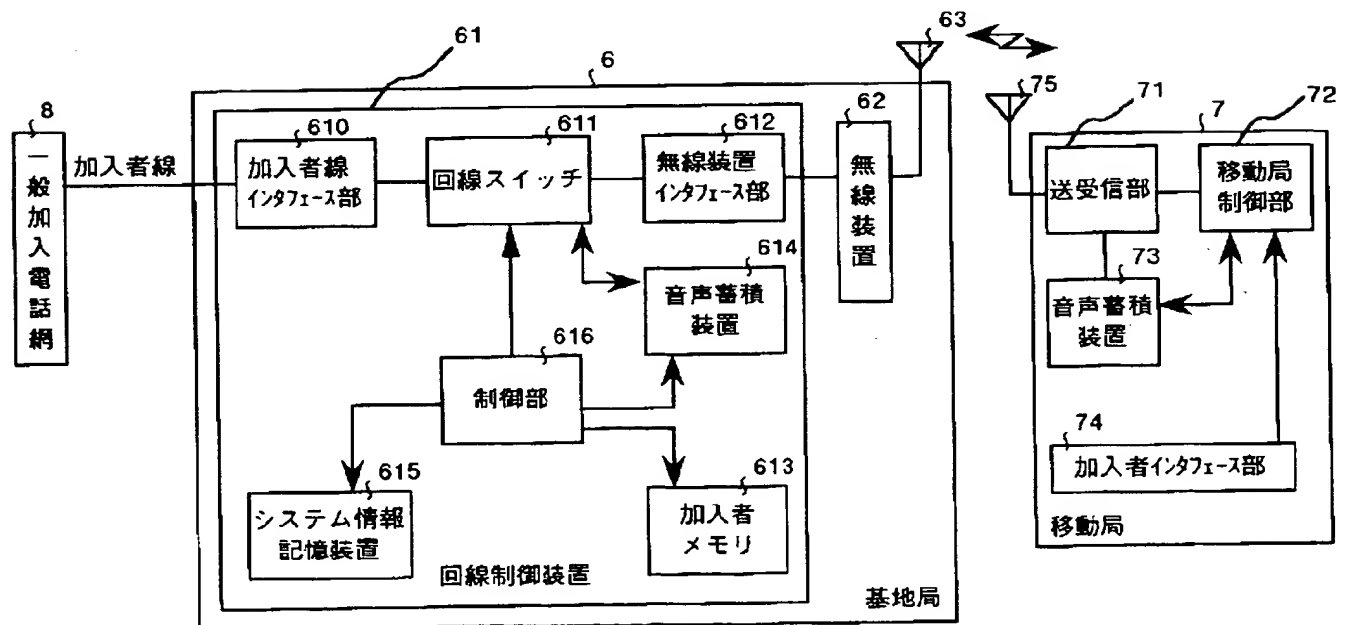 61
6
63
8
一般加入電話網
加入者線
610
加入者線
インタフェース部
611
回線スイッチ
612
無線装置
インタフェース部
62
無線装置
614
音声蓄積
装置
616
制御部
615
システム情報
記憶装置
613
加入者
メモリ
回線制御装置
基地局
75
71
送受信部
7
72
移動局
制御部
73
音声蓄積
装置
74
加入者インタフェース部
移動局